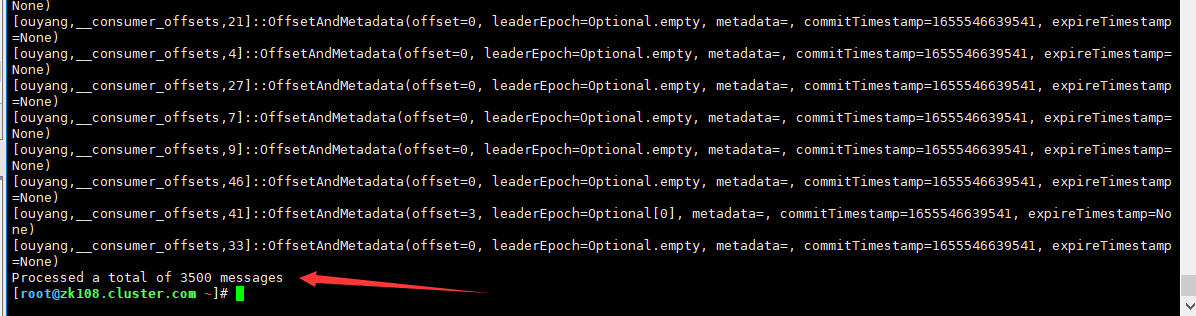 None)
[ouyang,__consumer_offsets,21]::OffsetAndMetadata(offset=0, leaderEpoch=Optional.empty, metadata=, commitTimestamp=1655546639541, expireTimestamp
=None)
[ouyang,__consumer_offsets,4]::OffsetAndMetadata(offset=0, leaderEpoch=Optional.empty, metadata=, commitTimestamp=1655546639541, expireTimestamp=
None)
[ouyang,__consumer_offsets,27]::OffsetAndMetadata(offset=0, leaderEpoch=Optional.empty, metadata=, commitTimestamp=1655546639541, expireTimestamp
=None)
[ouyang,__consumer_offsets,7]::OffsetAndMetadata(offset=0, leaderEpoch=Optional.empty, metadata=, commitTimestamp=1655546639541, expireTimestamp=
None)
[ouyang,__consumer_offsets,9]::OffsetAndMetadata(offset=0, leaderEpoch=Optional.empty, metadata=, commitTimestamp=1655546639541, expireTimestamp=
None)
[ouyang,__consumer_offsets,46]::OffsetAndMetadata(offset=0, leaderEpoch=Optional.empty, metadata=, commitTimestamp=1655546639541, expireTimestamp
=None)
[ouyang,__consumer_offsets,41]::OffsetAndMetadata(offset=3, leaderEpoch=Optional[0], metadata=, commitTimestamp=1655546639541, expireTimestamp=No
ne)
[ouyang,__consumer_offsets,33]::OffsetAndMetadata(offset=0, leaderEpoch=Optional.empty, metadata=, commitTimestamp=1655546639541, expireTimestamp
=None)
Processed a total of 3500 messages
[root@zk108.cluster.com ~]#